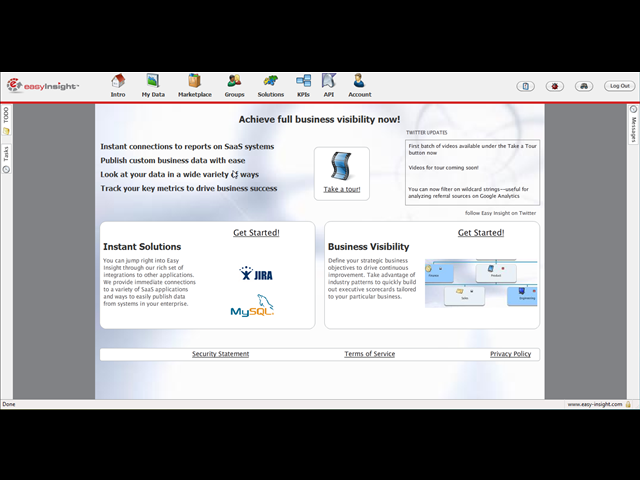 easyinsight™
Intro
My Data
Marketplace
Groups
Solutions
KPIs
API
Account
Log Out
TODO
Tasks
Messages
Achieve full business visibility now!
Instant connections to reports on SaaS systems
Publish custom business data with ease
Look at your data in a wide variety of ways
Track your key metrics to drive business success
Take a tour!
TWITTER UPDATES
First batch of videos available under the Take a Tour
button now
Videos for tour coming soon!
You can now filter on wildcard strings—useful for
analyzing referral sources on Google Analytics
follow Easy Insight on Twitter
Get Started!
Instant Solutions
You can jump right into Easy
Insight through our rich set of
integrations to other applications.
We provide immediate connections
to a variety of SaaS applications
and ways to easily publish data
from systems in your enterprise.
JIRA
MySQL
Get Started!
Business Visibility
Define your strategic business
objectives to drive continuous
improvement. Take advantage of
industry patterns to quickly build
out executive scorecards tailored
to your particular business.
Finance
Product
Sales
Engineering
Security Statement
Terms of Service
Privacy Policy
Done
www.easy-insight.com